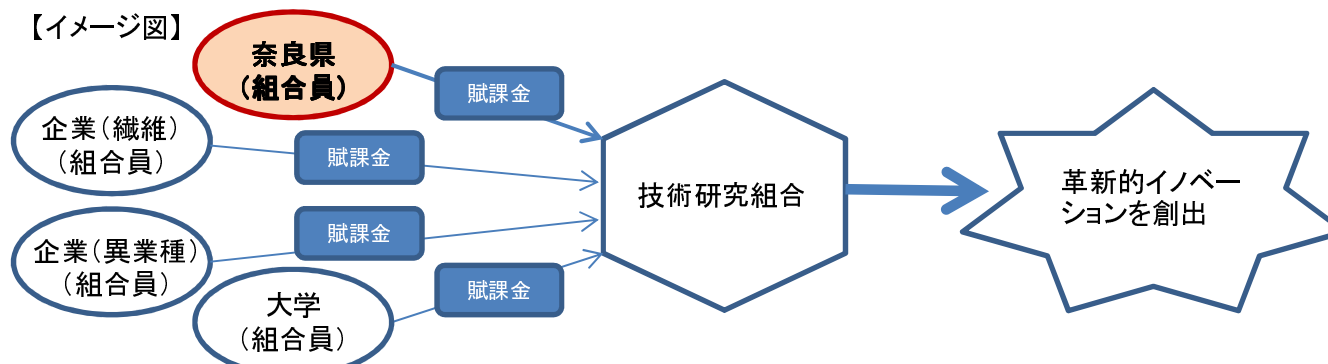 【イメージ図】
奈良県
(組合員)
賦課金
企業(繊維)
(組合員)
賦課金
企業(異業種)
(組合員)
賦課金
大学
(組合員)
賦課金
技術研究組合
革新的イノベー
ションを創出